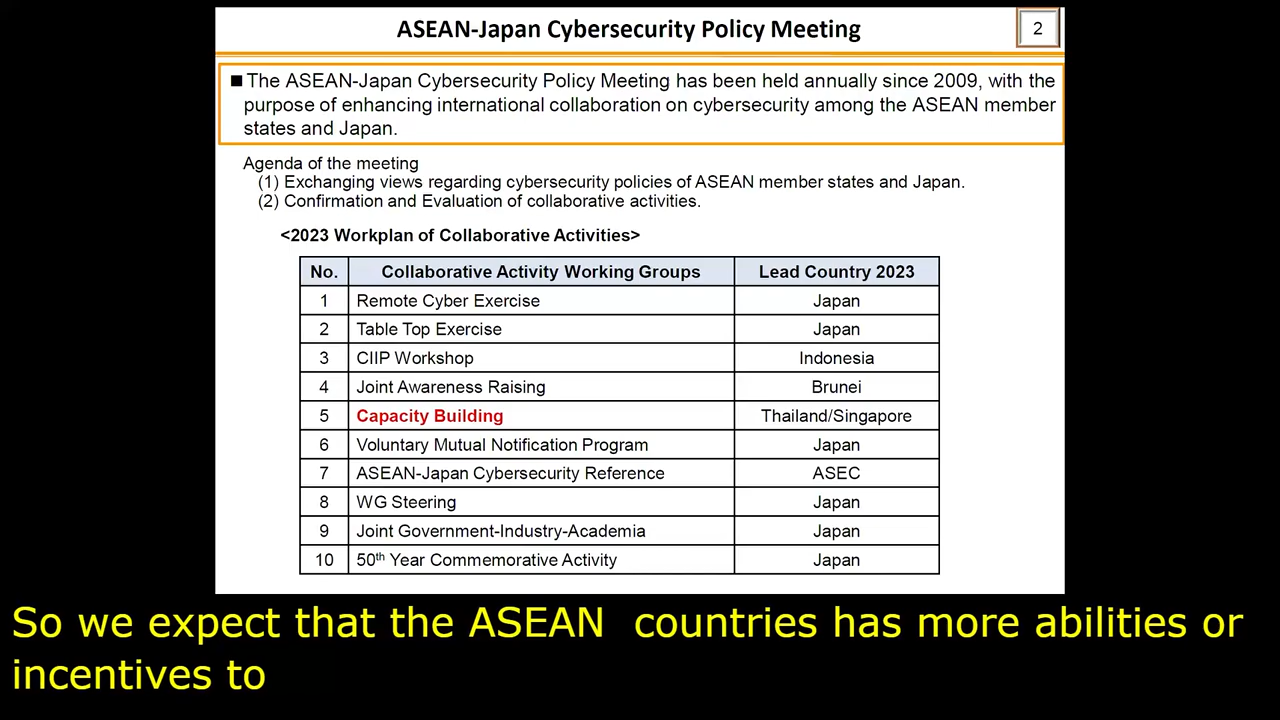 ASEAN-Japan Cybersecurity Policy Meeting
2
■ The ASEAN-Japan Cybersecurity Policy Meeting has been held annually since 2009, with the
purpose of enhancing international collaboration on cybersecurity among the ASEAN member
states and Japan.
Agenda of the meeting
(1) Exchanging views regarding cybersecurity policies of ASEAN member states and Japan.
(2) Confirmation and Evaluation of collaborative activities.
<2023 Workplan of Collaborative Activities>
No. Collaborative Activity Working Groups Lead Country 2023
1 Remote Cyber Exercise Japan
2 Table Top Exercise Japan
3 CIIP Workshop Indonesia
4 Joint Awareness Raising Brunei
5 Capacity Building Thailand/Singapore
6 Voluntary Mutual Notification Program Japan
7 ASEAN-Japan Cybersecurity Reference ASEC
8 WG Steering Japan
9 Joint Government-Industry-Academia Japan
10 50th Year Commemorative Activity Japan
So we expect that the ASEAN countries has more abilities or
incentives to